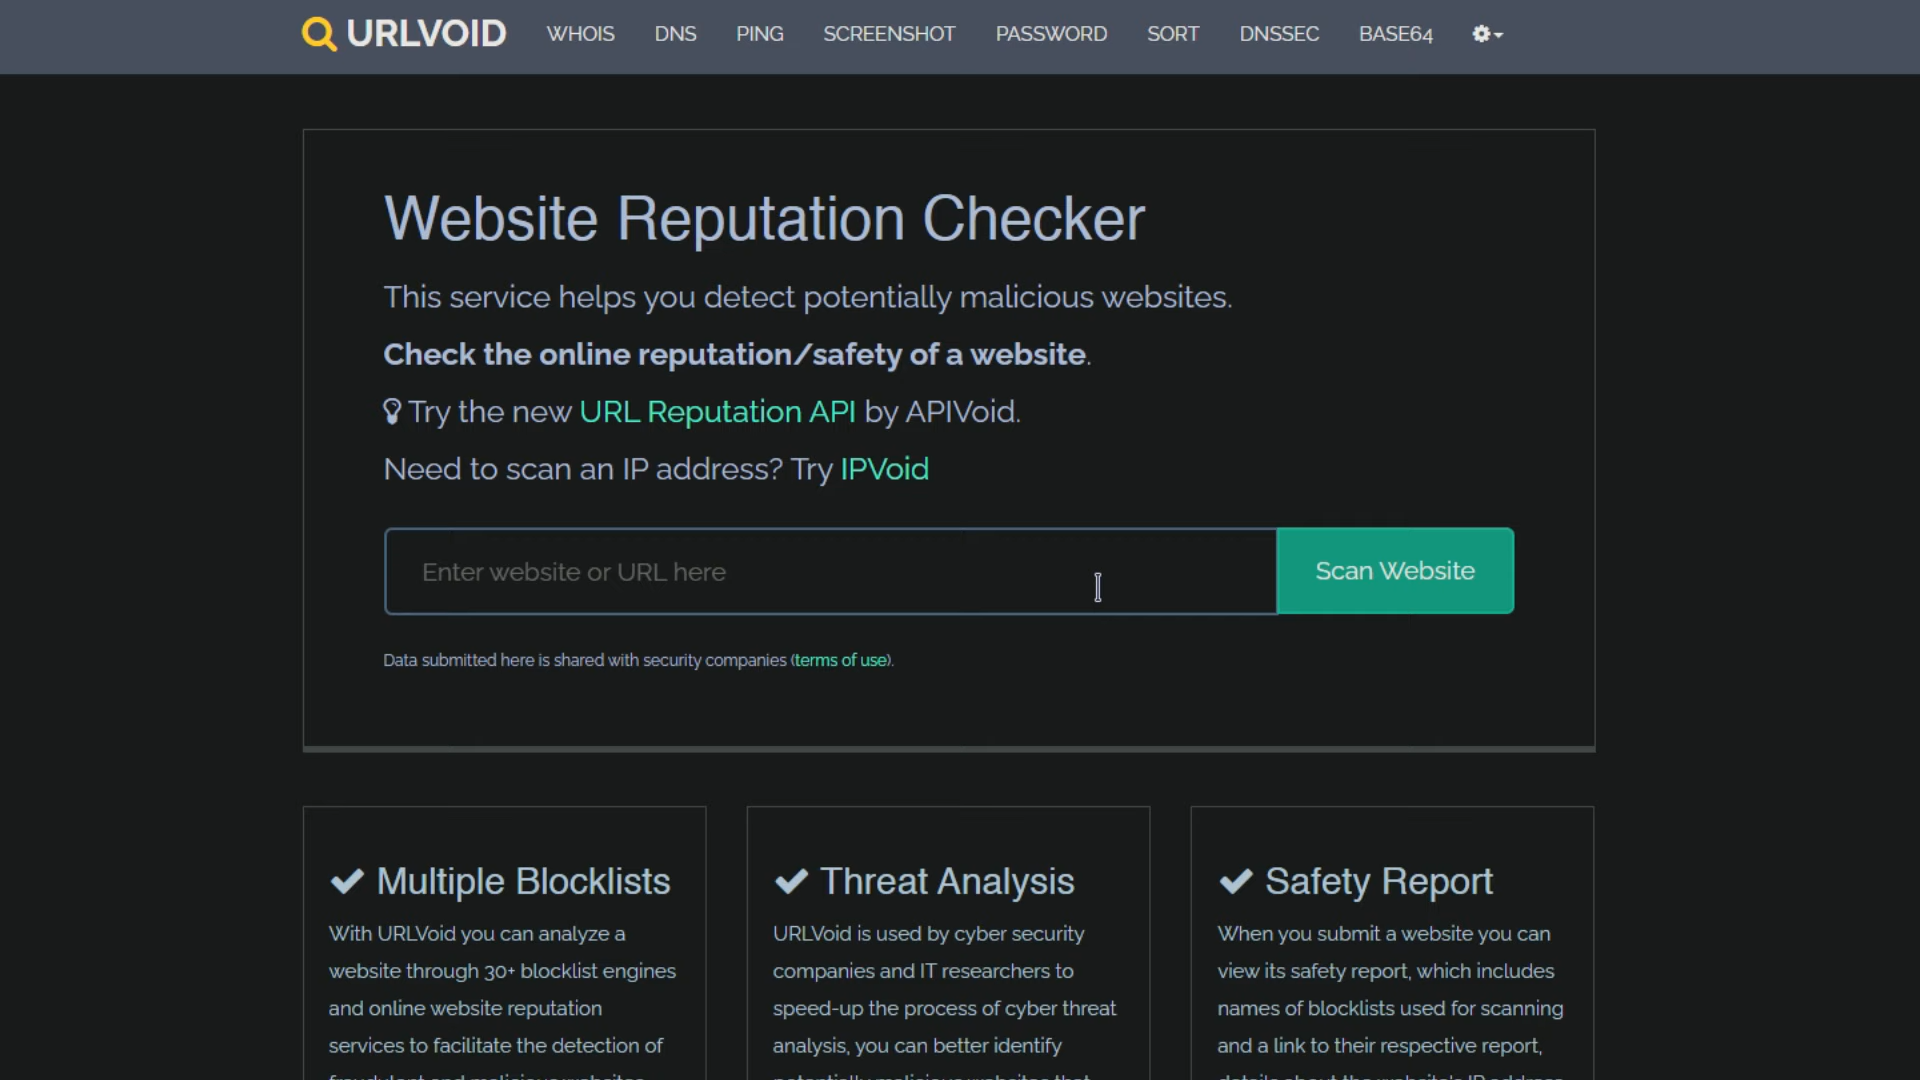 URLVOID WHOIS DNS PING SCREENSHOT PASSWORD SORT DNSSEC BASE64
Website Reputation Checker
This service helps you detect potentially malicious websites.
Check the online reputation/safety of a website.
Try the new URL Reputation API by APIVoid.
Need to scan an IP address? Try IPVoid
Enter website or URL here
Scan Website
Data submitted here is shared with security companies (terms of use).
Multiple Blocklists
With URLVoid you can analyze a
website through 30+ blocklist engines
and online website reputation
services to facilitate the detection of
Threat Analysis
URLVoid is used by cyber security
companies and IT researchers to
speed-up the process of cyber threat
analysis, you can better identify
Safety Report
When you submit a website you can
view its safety report, which includes
names of blocklists used for scanning
and a link to their respective report,